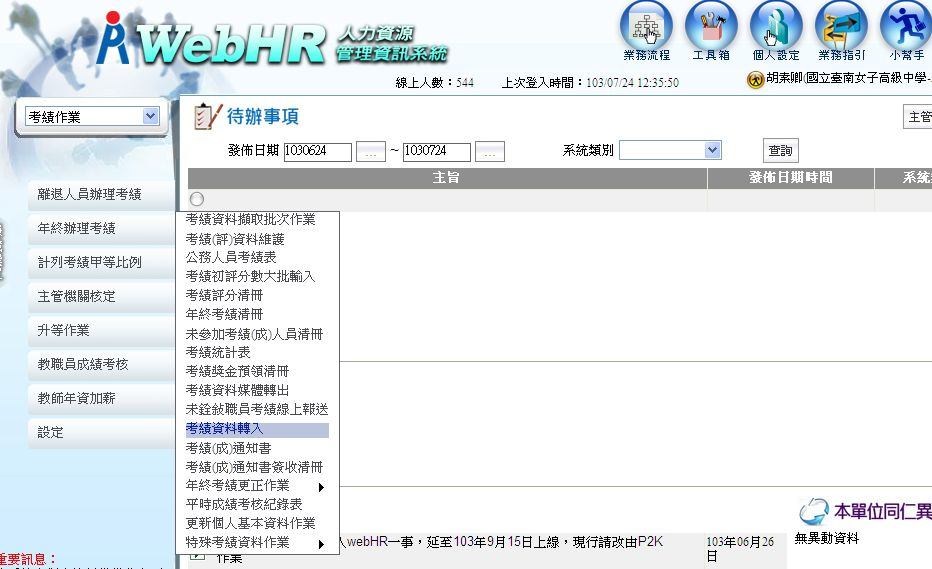 WebHR 人力資源
管理資訊系統
業務流程 工具箱 個人設定 業務指引 小幫手
線上人數：544 上次登入時間：103/07/24 12:35:50 胡素卿(國立臺南女子高級中學-
考績作業
待辦事項
主管
發佈日期 1030624 ... ~ 1030724 ... 系統類別 查詢
主旨 發佈日期時間 系統
離退人員辦理考績
年終辦理考績
計列考績甲等比例
主管機關核定
升等作業
教職員成績考核
教師年資加薪
設定
考績資料擷取批次作業
考績(評)資料維護
公務人員考績表
考績初評分數大批輸入
考績評分清冊
年終考績清冊
未參加考績(成)人員清冊
考績統計表
考績獎金預領清冊
考績資料媒體轉出
未銓敘職員考績線上報送
考績資料轉入
考績(成)通知書
考績(成)通知書簽收清冊
年終考績更正作業
平時成績考核紀錄表
更新個人基本資料作業
特殊考績資料作業
本單位同仁異
無異動資料
webHR一事，延至103年9月15日上線，現行請改由P2K
作業
103年06月26
日
重要訊息：